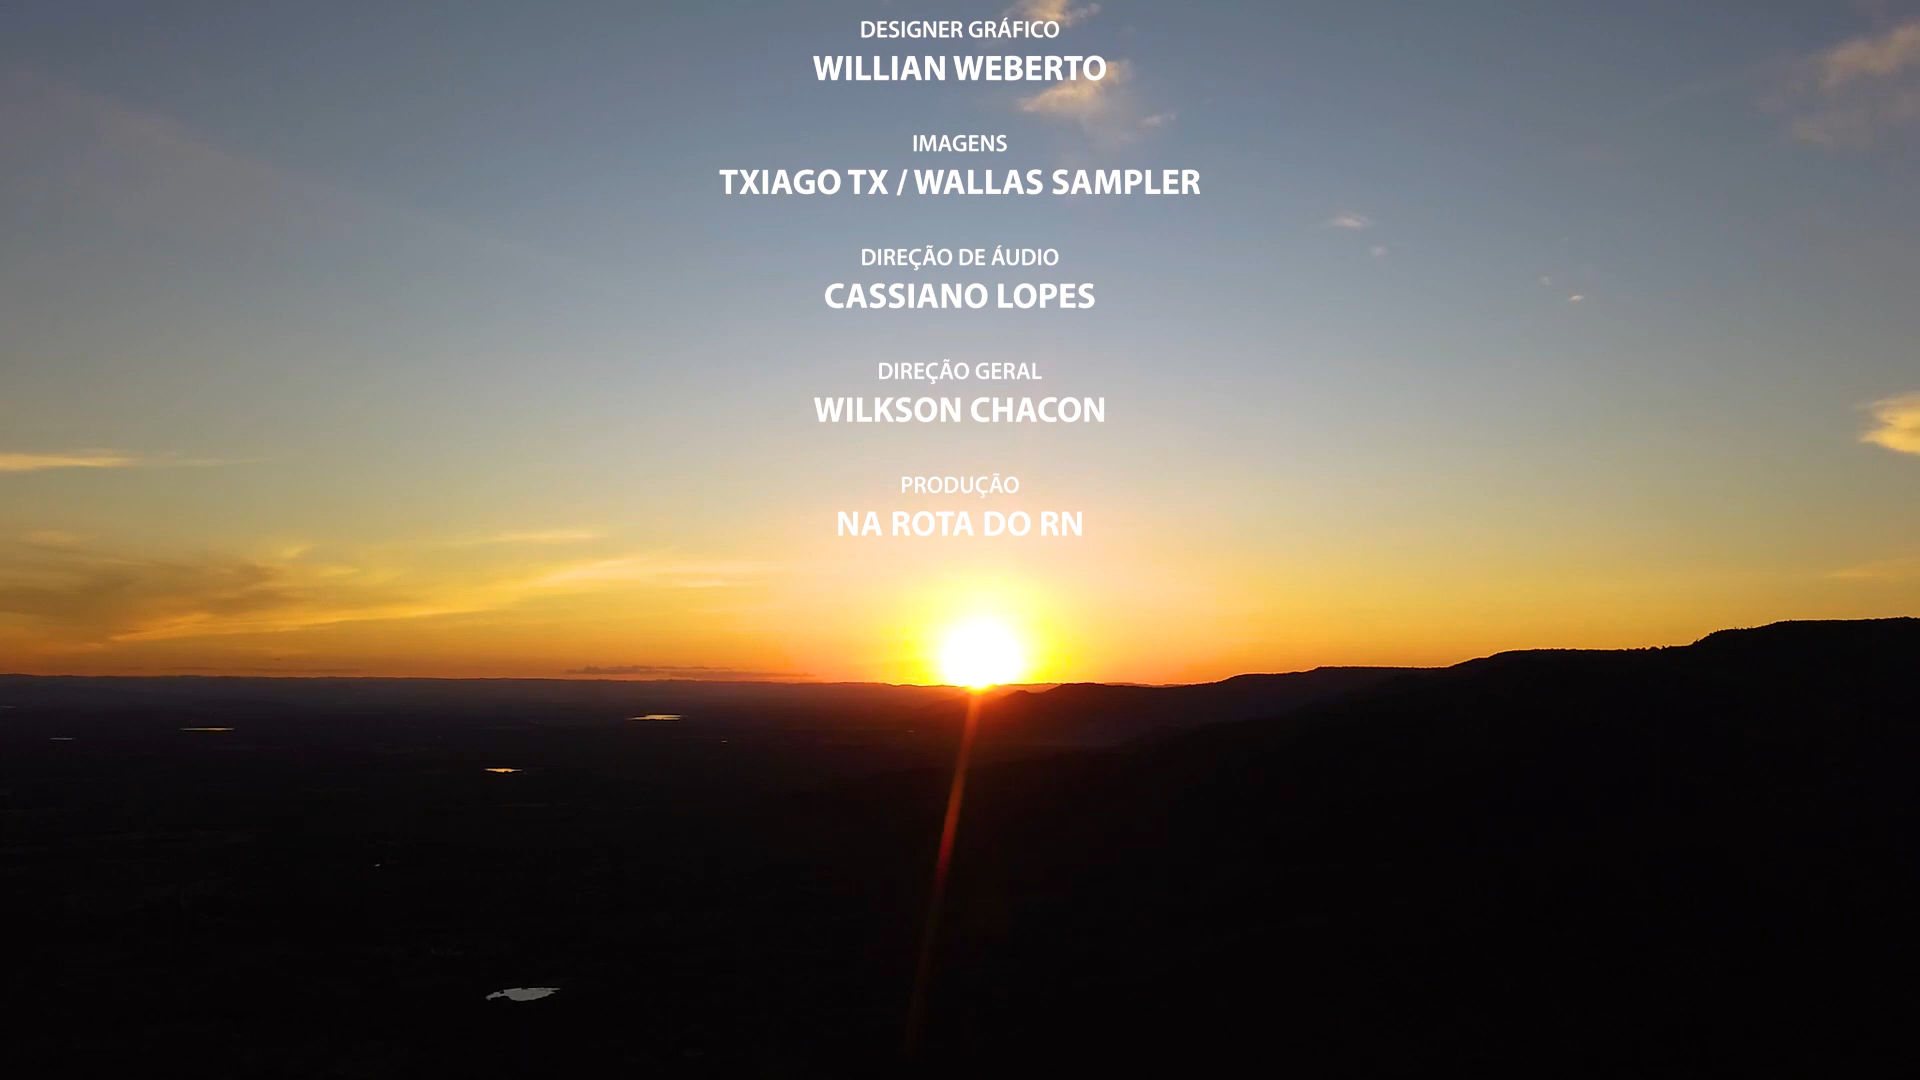 DESIGNER GRÁFICO
WILLIAN WEBERTO
IMAGENS
TXIAGO TX / WALLAS SAMPLER
DIREÇÃO DE ÁUDIO
CASSIANO LOPES
DIREÇÃO GERAL
WILKSON CHACON
PRODUÇÃO
NA ROTA DO RN